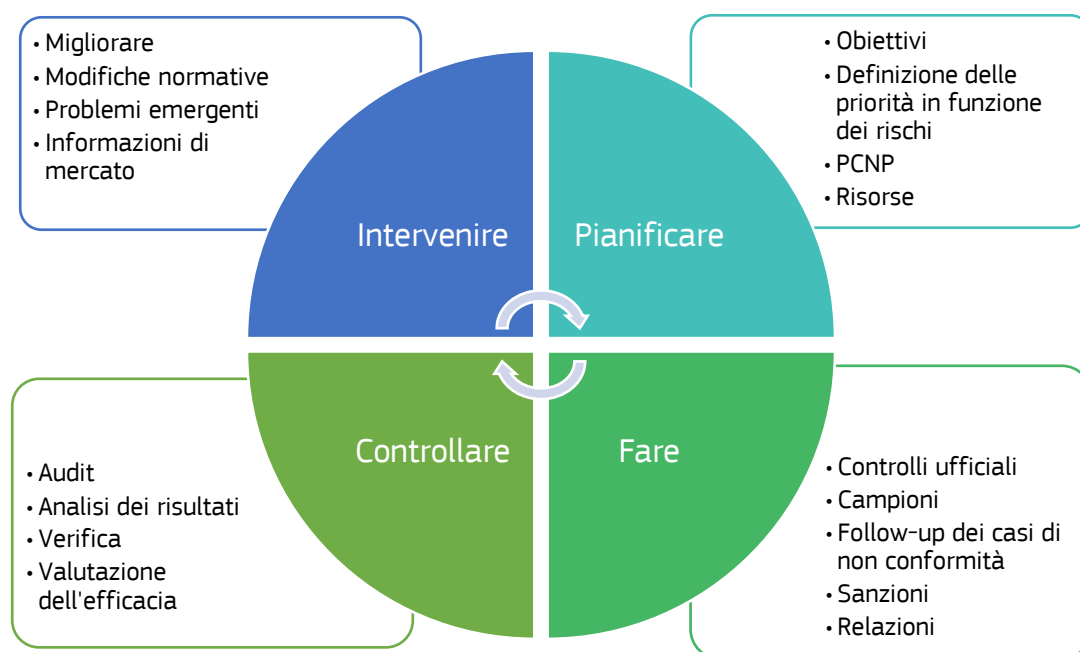 • Migliorare
• Modifiche normative
• Problemi emergenti
• Informazioni di
mercato
• Obiettivi
• Definizione delle
priorità in funzione
dei rischi
• PCNP
• Risorse
Intervenire
Pianificare
Controllare
Fare
• Audit
• Analisi dei risultati
• Verifica
• Valutazione
dell'efficacia
• Controlli ufficiali
• Campioni
• Follow-up dei casi di
non conformità
• Sanzioni
• Relazioni